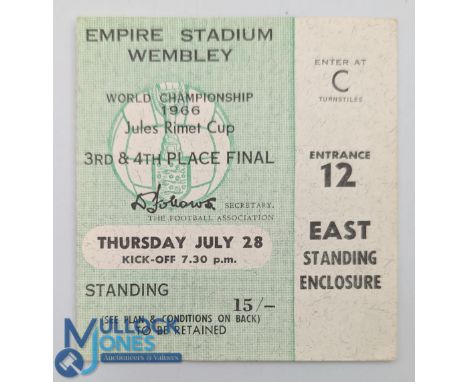 EMPIRE STADIUM
WEMBLEY
WORLD CHAMPIONSHIP
1966
Jules Rimet Cup
3RD & 4TH PLACE FINAL
SECRETARY,
THE FOOTBALL ASSOCIATION
THURSDAY JULY 28
KICK-OFF 7.30 p.m.
STANDING
15/–
(SEE PLAN & CONDITIONS ON BACK)
TO BE RETAINED
ENTER AT
C
TURNSTILES
ENTRANCE
12
EAST
STANDING
ENCLOSURE
MULLOCK
JONES
Auctioneers & Valuers